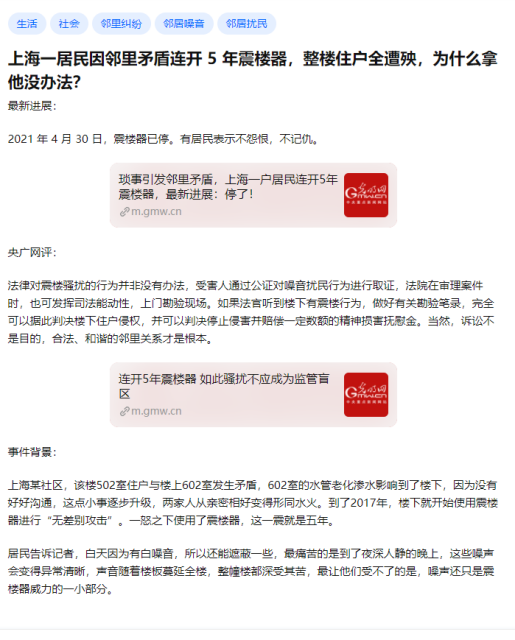 生活 社会 邻里纠纷 邻居噪音 邻居扰民
上海一居民因邻里矛盾连开 5 年震楼器，整楼住户全遭殃，为什么拿
他没办法？
最新进展：
2021 年 4 月 30 日，震楼器已停。有居民表示不怨恨，不记仇。
琐事引发邻里矛盾，上海一户居民连开5年
震楼器，最新进展：停了！
m.gmw.cn
光明网
Gmw.cn
央广网评：
法律对震楼骚扰的行为并非没有办法，受害人通过公证对噪音扰民行为进行取证，法院在审理案件
时，也可发挥司法能动性，上门勘验现场。如果法官听到楼下有震楼行为，做好有关勘验笔录，完全
可以据此判决楼下住户侵权，并可以判决停止侵害并赔偿一定数额的精神损害抚慰金。当然，诉讼不
是目的，合法、和谐的邻里关系才是根本。
连开5年震楼器 如此骚扰不应成为监管盲
区
m.gmw.cn
光明网
Gmw.cn
事件背景：
上海某社区，该楼502室住户与楼上602室发生矛盾，602室的水管老化渗水影响到了楼下，因为没有
好好沟通，这点小事逐步升级，两家人从亲密相好变得形同水火。到了2017年，楼下就开始使用震楼
器进行“无差别攻击”。一怒之下使用了震楼器，这一震就是五年。
居民告诉记者，白天因为有白噪音，所以还能遮蔽一些，最痛苦的是到了夜深人静的晚上，这些噪声
会变得异常清晰，声音随着楼板蔓延全楼，整幢楼都深受其苦，最让他们受不了的是，噪声还只是震
楼器威力的一小部分。